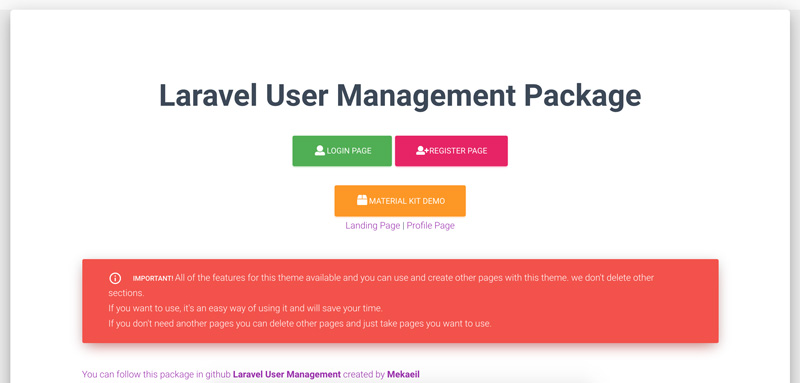 Laravel User Management Package
LOGIN PAGE
REGISTER PAGE
MATERIAL KIT DEMO
Landing Page | Profile Page
IMPORTANT! All of the features for this theme available and you can use and create other pages with this theme. we don't delete other
sections.
If you want to use, it's an easy way of using it and will save your time.
If you don't need another pages you can delete other pages and just take pages you want to use.
You can follow this package in github Laravel User Management created by Mekaeil